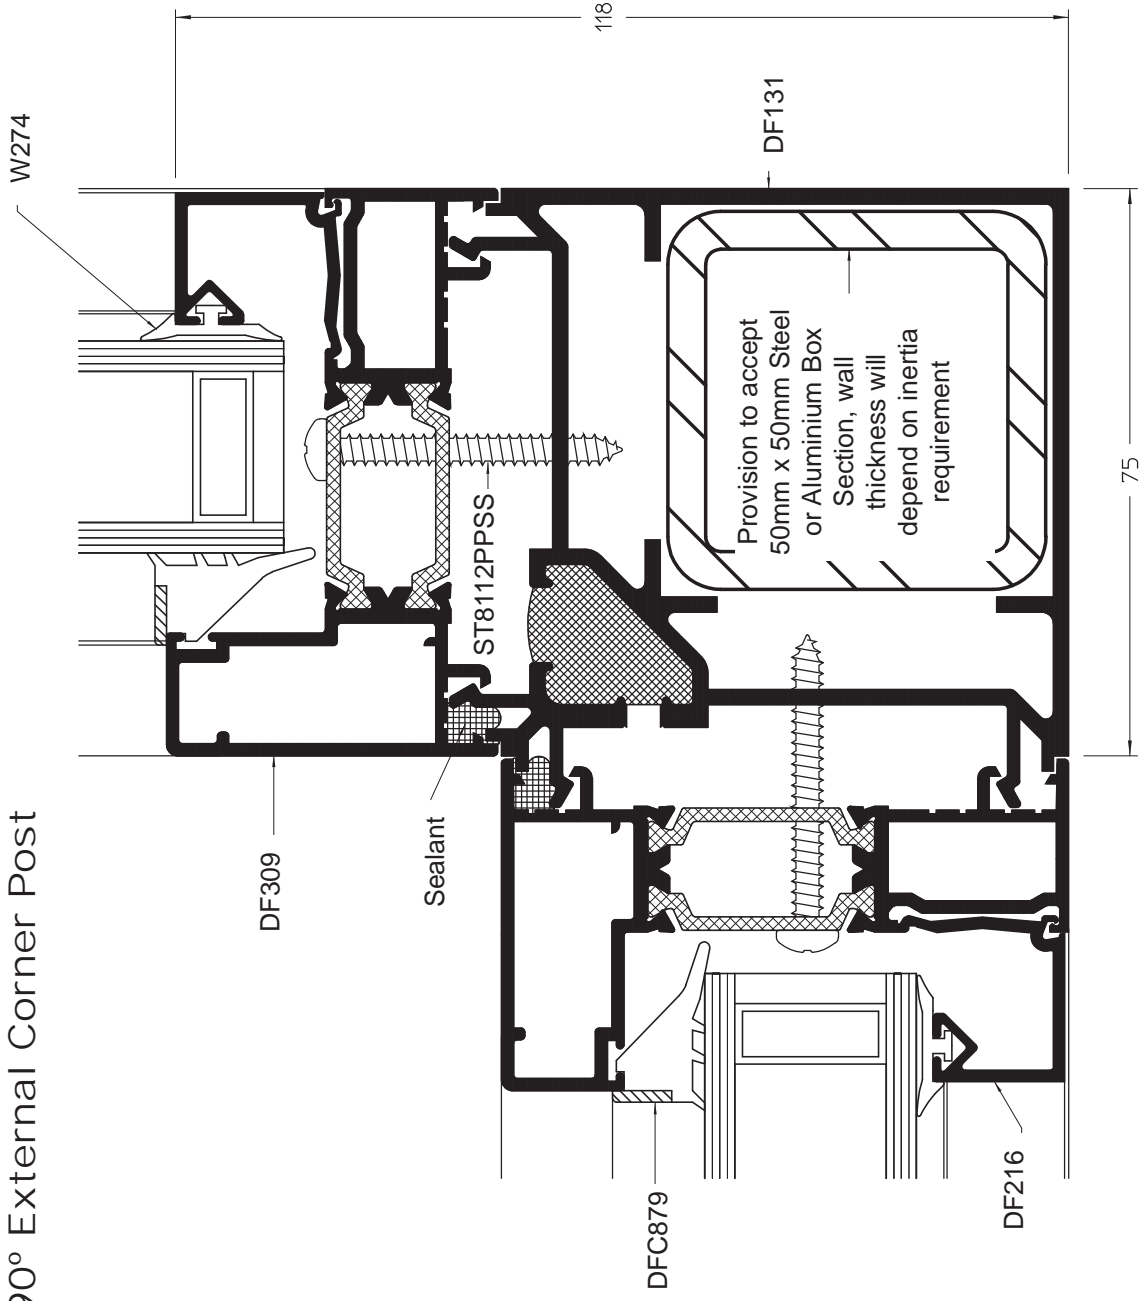 90º External Corner Post
W274
118
DF131
DF309
Sealant
ST8112PPSS
Provision to accept
50mm x 50mm Steel
or Aluminium Box
Section, wall
thickness will
depend on inertia
requirement
75
DFC879
DF216